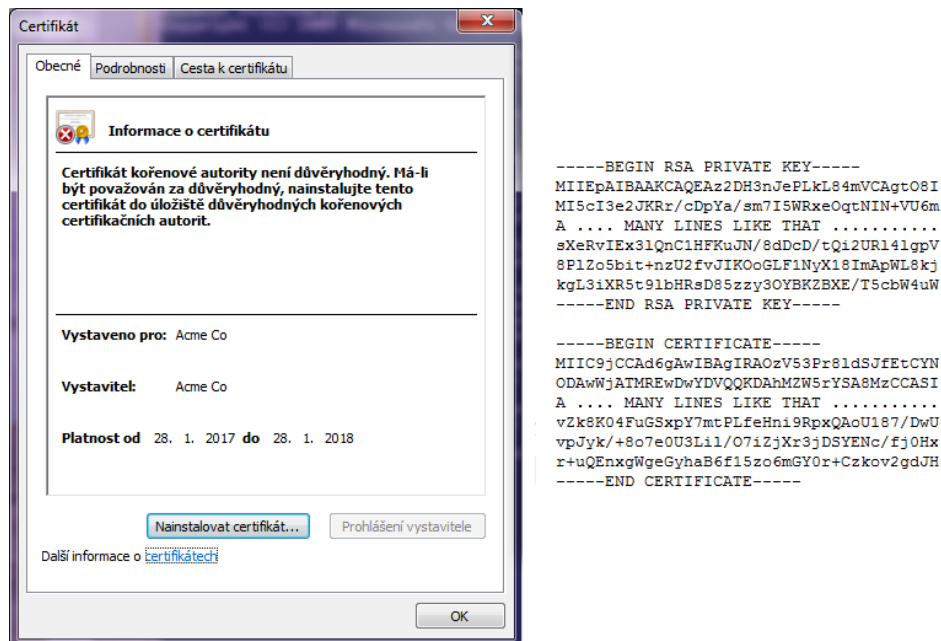 Certifikát
Obecné
Podrobnosti
Cesta k certifikátu
Informace o certifikátu
Certifikát kořenové autority není důvěryhodný. Má-li
být považován za důvěryhodný, nainstalujte tento
certifikát do úložiště důvěryhodných kořenových
certifikačních autorit.
Vystaveno pro: Acme Co
Vystavitel: Acme Co
Platnost od 28. 1. 2017 do 28. 1. 2018
Nainstalovat certifikát...
Prohlášení vystavitele
Další informace o certifikátech
OK
-----BEGIN RSA PRIVATE KEY-----
MIIEpAIBAAKCAQEAz2DH3nJePLkL84mVCAgtO8I
MI5cI3e2JKRr/cDpYa/sm7I5WRxeOqtNIN+VU6m
A .... MANY LINES LIKE THAT ...........
sXeRvIEx3lQnC1HFKuJN/8dDcD/tQi2URl4lgpV
8PlZo5bit+nzU2fvJIKOoGLF1NyX18ImApWL8kj
kgL3iXR5t9lbHRsD85zzy3OYBKZBXE/T5cbW4uW
-----END RSA PRIVATE KEY-----
-----BEGIN CERTIFICATE-----
MIIC9jCCAd6gAwIBAgIRAOzV53Pr8ldSJfEtCYN
ODAwWjATMREwDwYDVQQKDAhMZW5rYSA8MzCCASI
A .... MANY LINES LIKE THAT ...........
vZk8K04FuGSxpY7mtPLfeHni9RpxQAoU187/DwU
vpJyk/+8o7e0U3Lil/O7iZjXr3jDSYENc/fj0Hx
r+uQEnxgWgeGyhaB6f15zo6mGY0r+Czkov2gdJH
-----END CERTIFICATE-----